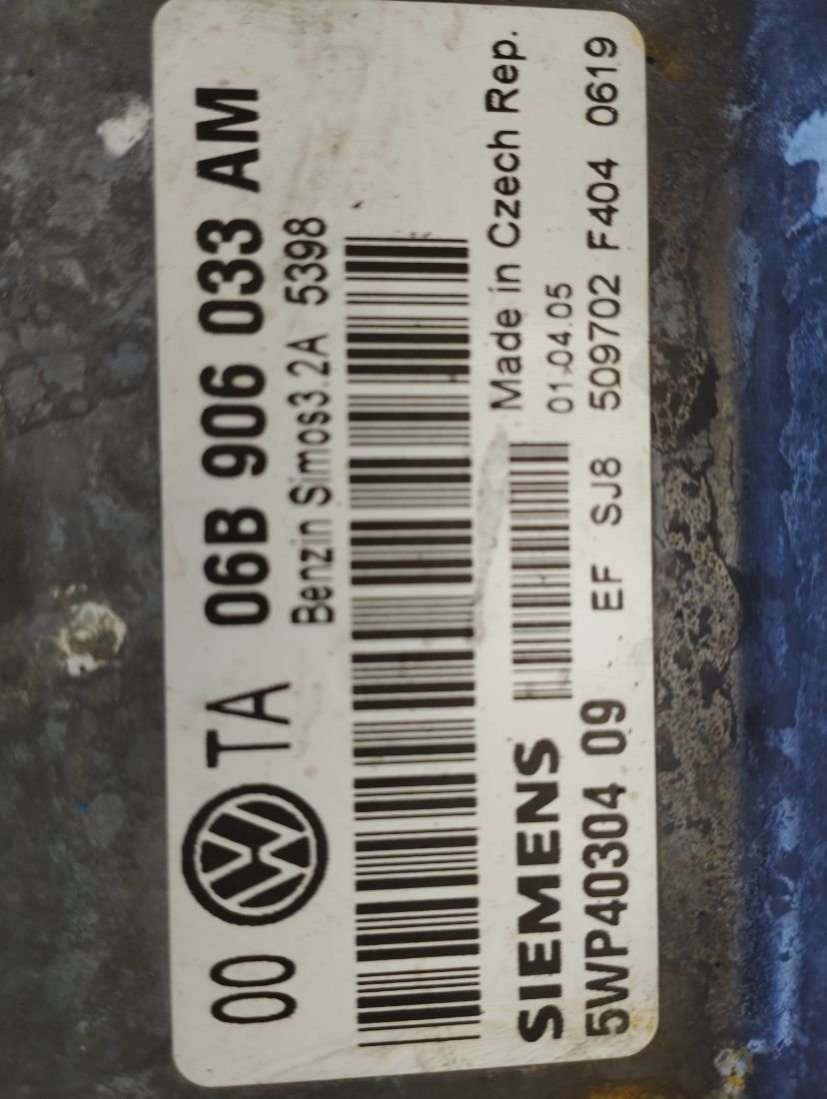 00 VW TA 06B 906 033 AM
Benzin Simos3.2A 5398
SIEMENS Made in Czech Rep.
01.04.05
5WP40304 09 EF SJ8 509702 F404 0619